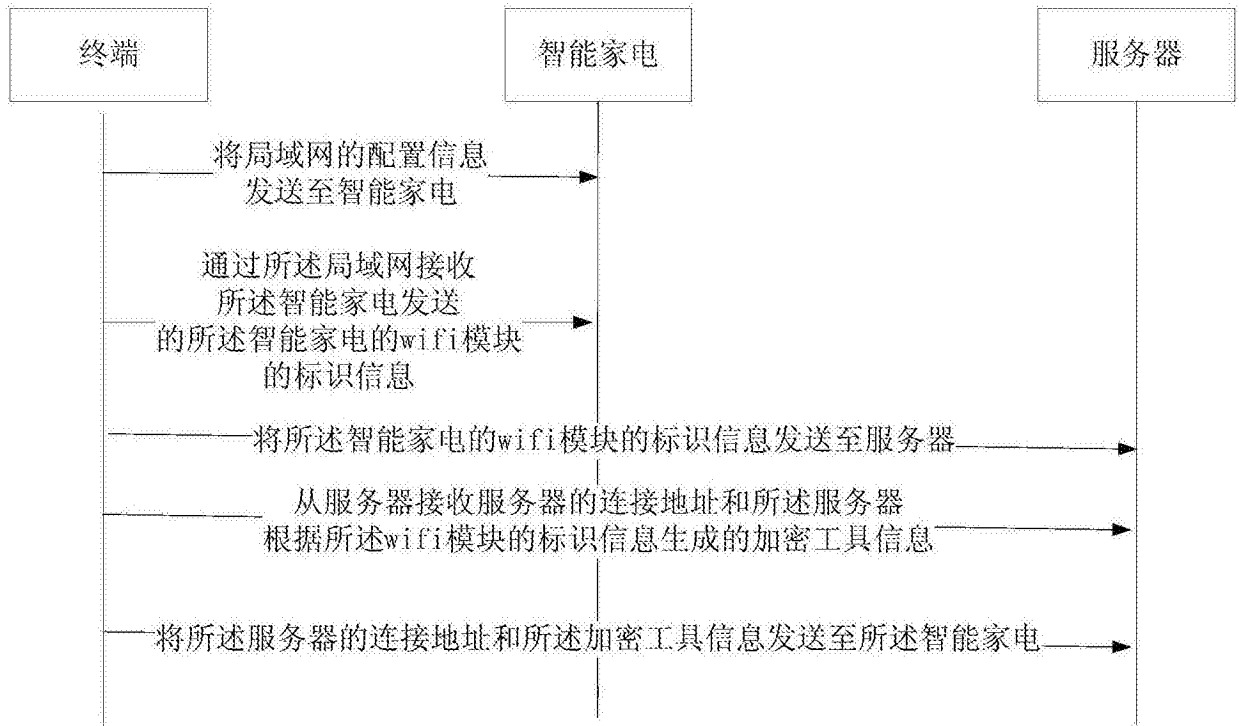 终端
智能家电
服务器
将局域网的配置信息
发送至智能家电
通过所述局域网接收
所述智能家电发送
的所述智能家电的wifi模块
的标识信息
将所述智能家电的wifi模块的标识信息发送至服务器
从服务器接收服务器的连接地址和所述服务器
根据所述wifi模块的标识信息生成的加密工具信息
将所述服务器的连接地址和所述加密工具信息发送至所述智能家电